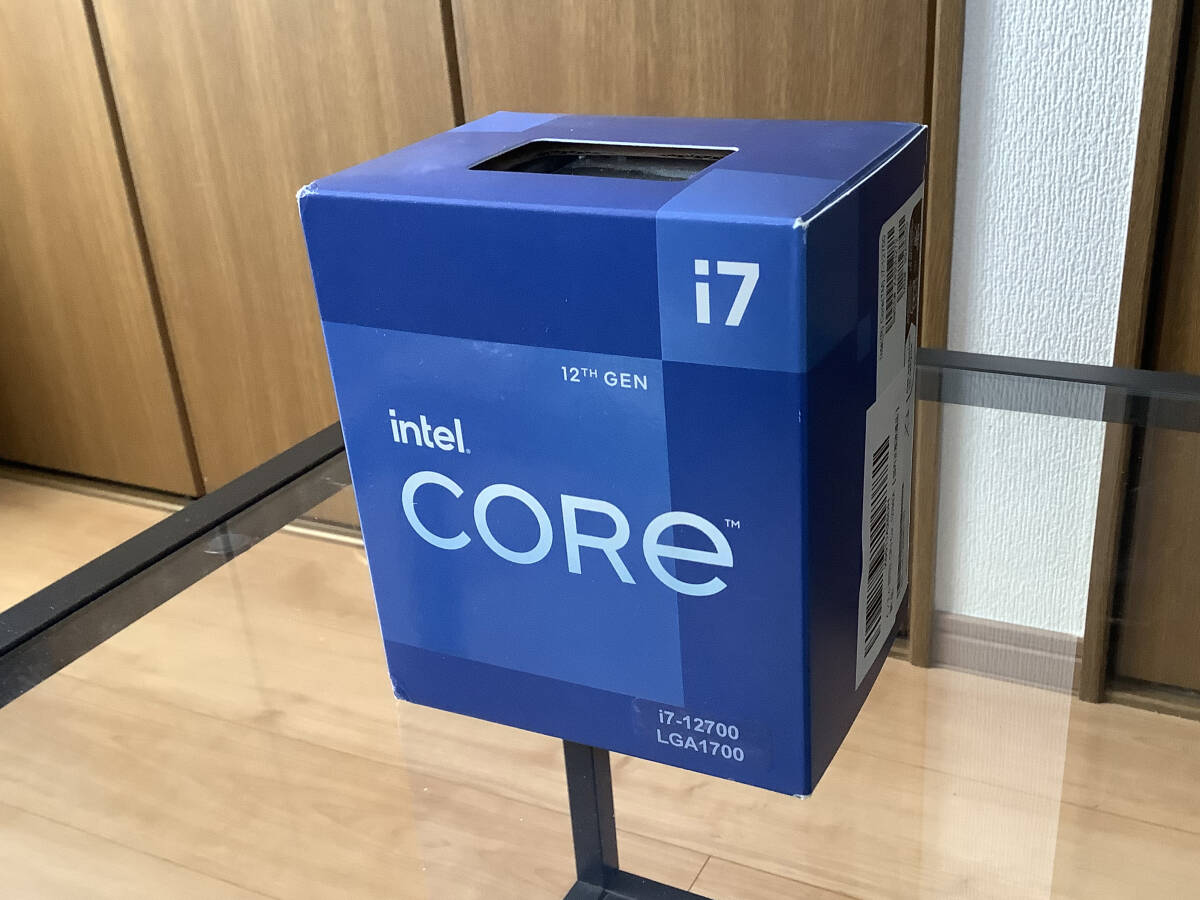 i7
12TH GEN
intel.
CORe™
i7-12700
LGA1700